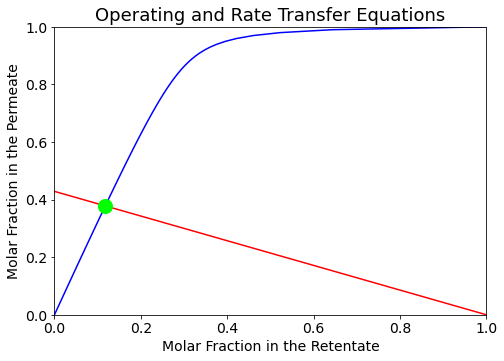 Operating and Rate Transfer Equations
Molar Fraction in the Permeate
1.0
0.8
0.6
0.4
0.2
0.0
0.0 0.2 0.4 0.6 0.8 1.0
Molar Fraction in the Retentate